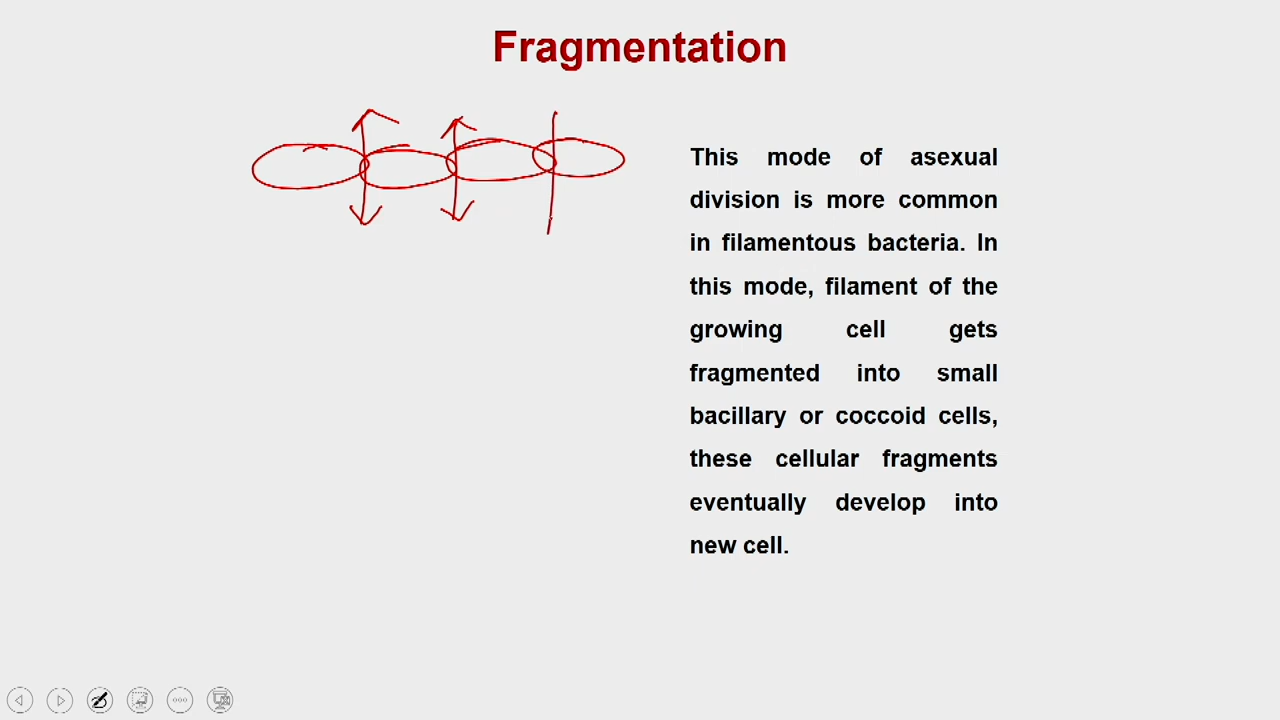 Fragmentation
This mode of asexual
division is more common
in filamentous bacteria. In
this mode, filament of the
growing cell gets
fragmented into small
bacillary or coccoid cells,
these cellular fragments
eventually develop into
new cell.